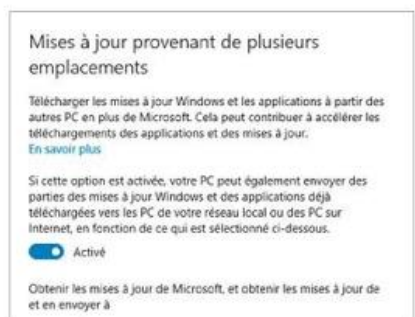 Mises à jour provenant de plusieurs
emplacements
Télécharger les mises à jour Windows et les applications à partir des
autres PC en plus de Microsoft. Cela peut contribuer à accélérer les
téléchargements des applications et des mises à jour.
En savoir plus
Si cette option est activée, votre PC peut également envoyer des
parties des mises à jour Windows et des applications déjà
téléchargées vers les PC de votre réseau local ou des PC sur
Internet, en fonction de ce qui est sélectionné ci-dessous.
Activé
Obtenir les mises à jour de Microsoft, et obtenir les mises à jour de
et en envoyer à